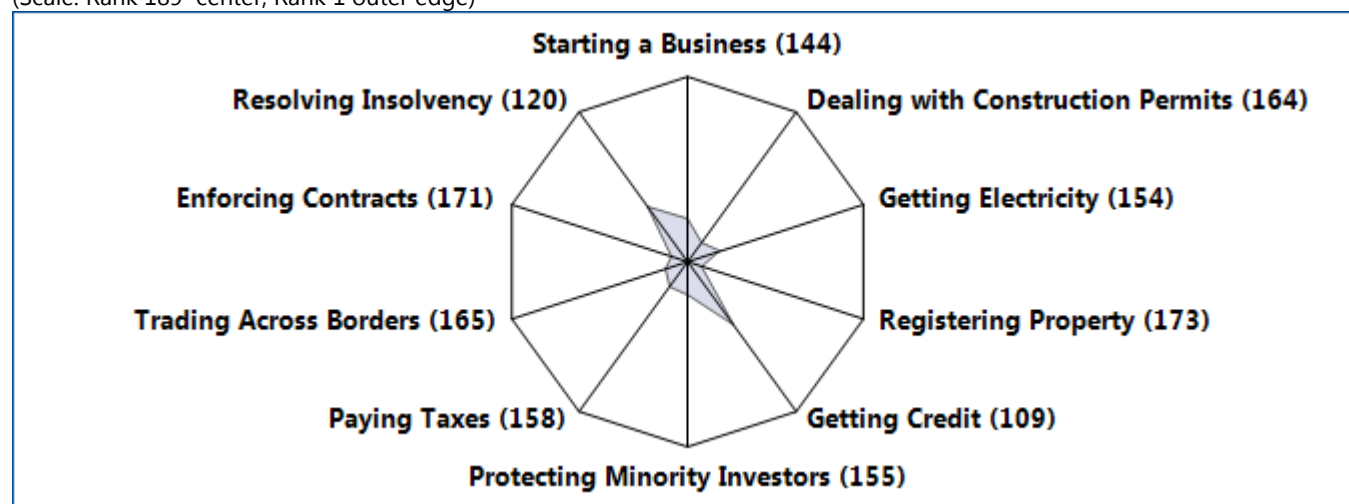 (Scale: Rank 189 center, Rank 1 outer edge)
Starting a Business (144)
Resolving Insolvency (120)
Dealing with Construction Permits (164)
Enforcing Contracts (171)
Getting Electricity (154)
Trading Across Borders (165)
Registering Property (173)
Paying Taxes (158)
Getting Credit (109)
Protecting Minority Investors (155)